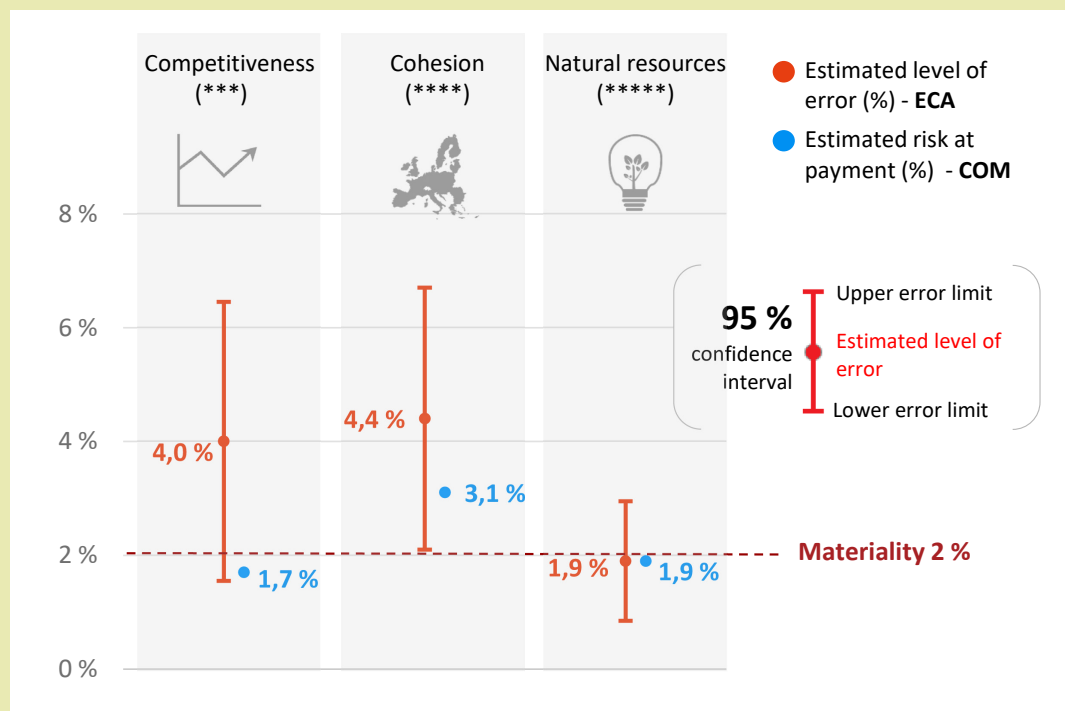 Competitiveness
(***)
Cohesion
(****)
Natural resources
(*****)
Estimated level of
error (%) - ECA
Estimated risk at
payment (%) - COM
8 %
6 %
4 %
2 %
0 %
95 %
confidence
interval
Upper error limit
Estimated level of
error
Lower error limit
4,0 %
1,7 %
4,4 %
3,1 %
1,9 %
1,9 %
Materiality 2 %